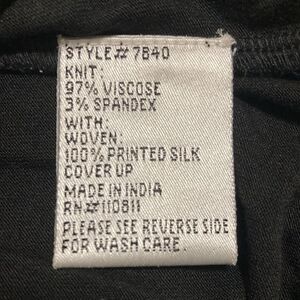 STYLE# 7840
KNIT:
97% VISCOSE
3% SPANDEX
WITH:
WOVEN:
100% PRINTED SILK
COVER UP
MADE IN INDIA
RN#110811
PLEASE SEE REVERSE SIDE
FOR WASH CARE.